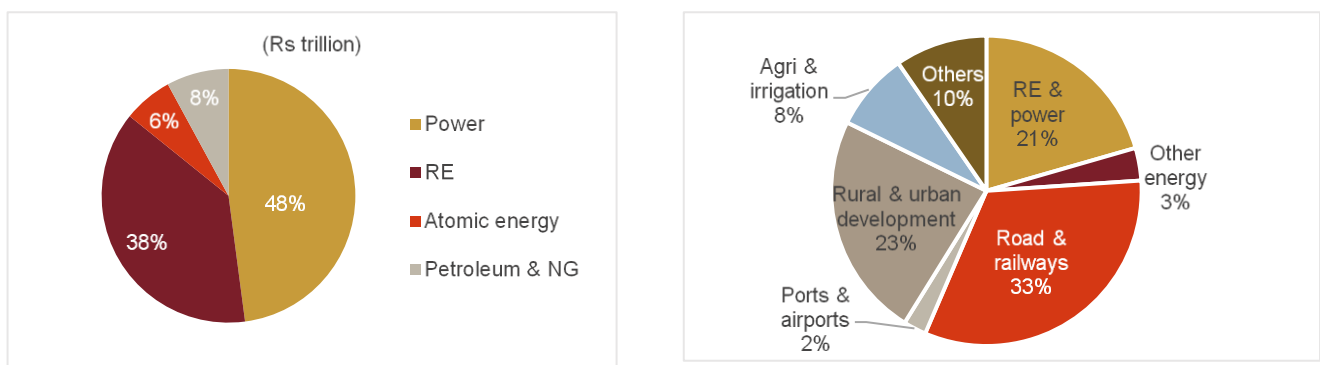 (Rs trillion)
8%
6%
48%
38%
Power
RE
Atomic energy
Petroleum & NG
Others
10%
RE &
power
21%
Other
energy
3%
Road &
railways
33%
Ports &
airports
2%
Rural & urban
development
23%
Agri &
irrigation
8%